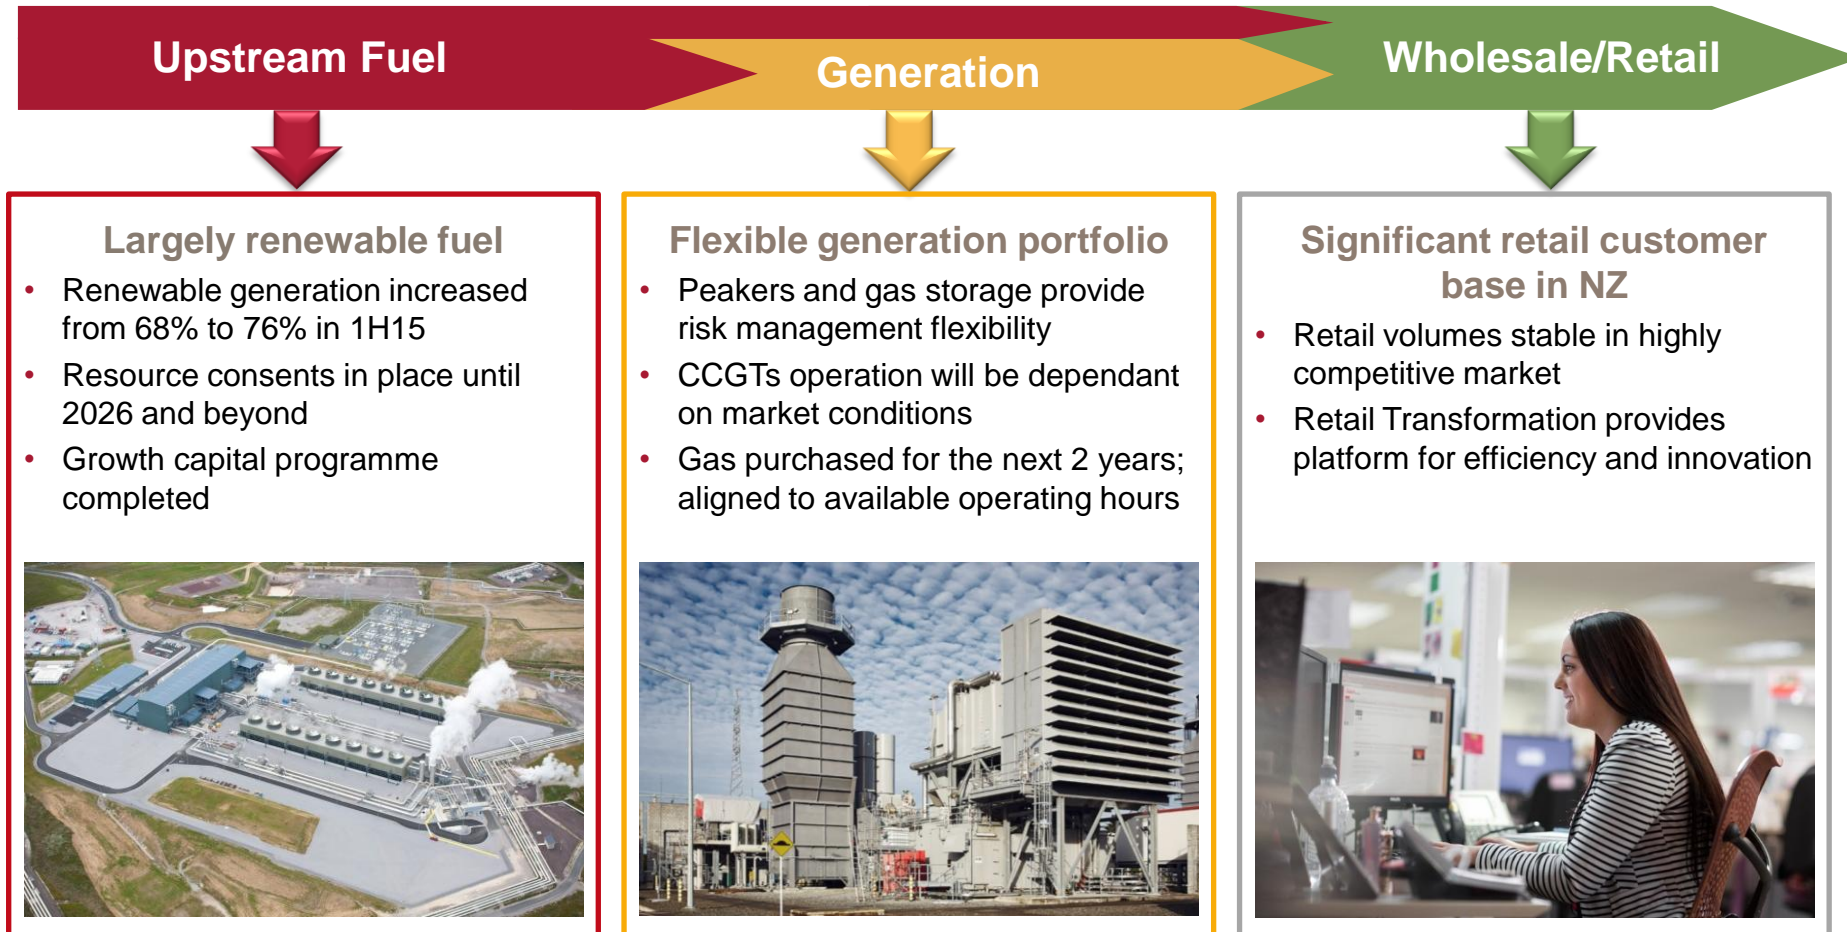 Upstream Fuel
Generation
Wholesale/Retail
Largely renewable fuel
• Renewable generation increased
from 68% to 76% in 1H15
• Resource consents in place until
2026 and beyond
• Growth capital programme
completed
Flexible generation portfolio
• Peakers and gas storage provide
risk management flexibility
• CCGTs operation will be dependant
on market conditions
• Gas purchased for the next 2 years;
aligned to available operating hours
Significant retail customer
base in NZ
• Retail volumes stable in highly
competitive market
• Retail Transformation provides
platform for efficiency and innovation